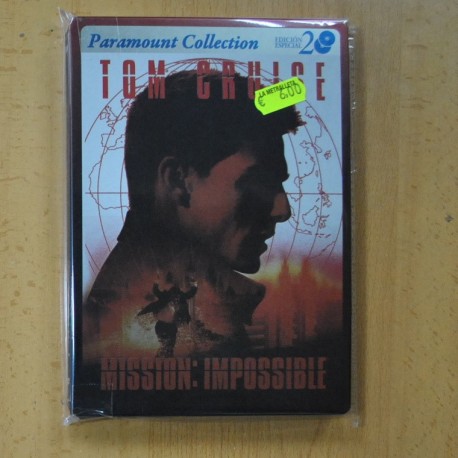 Paramount Collection
EDICIÓN
ESPECIAL
2
TOM CRUISE
LA METRALLETA
€ 6,00
MISSION: IMPOSSIBLE